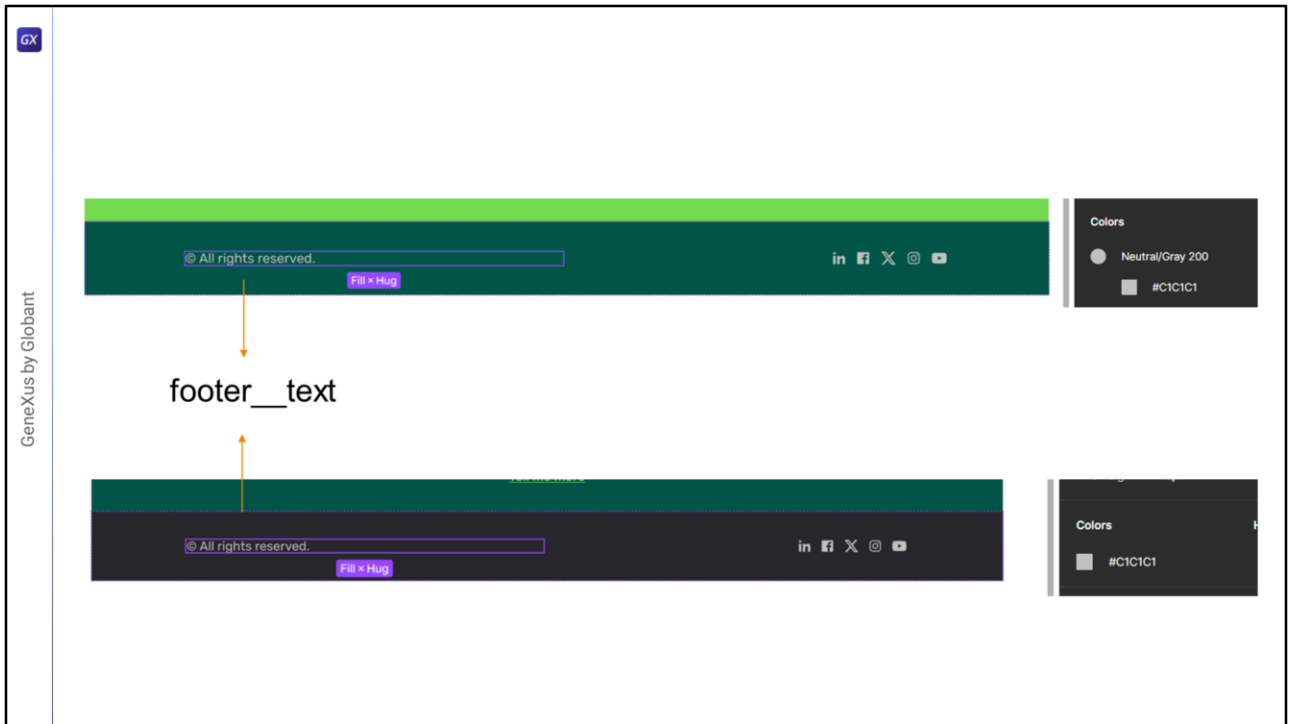 GX
GeneXus by Globant
© All rights reserved.
Fill × Hug
Colors
Neutral/Gray 200
#C1C1C1
footer__text
© All rights reserved.
Fill × Hug
Colors
#C1C1C1